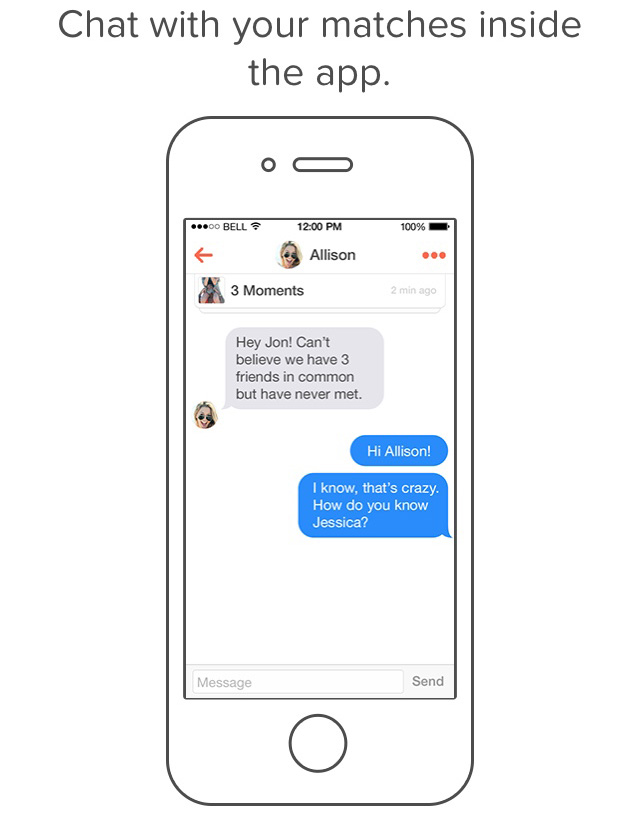 Chat with your matches inside
the app.
BELL 12:00 PM 100%
Allison
3 Moments 2 min ago
Hey Jon! Can't
believe we have 3
friends in common
but have never met.
Hi Allison!
I know, that's crazy.
How do you know
Jessica?
Message Send